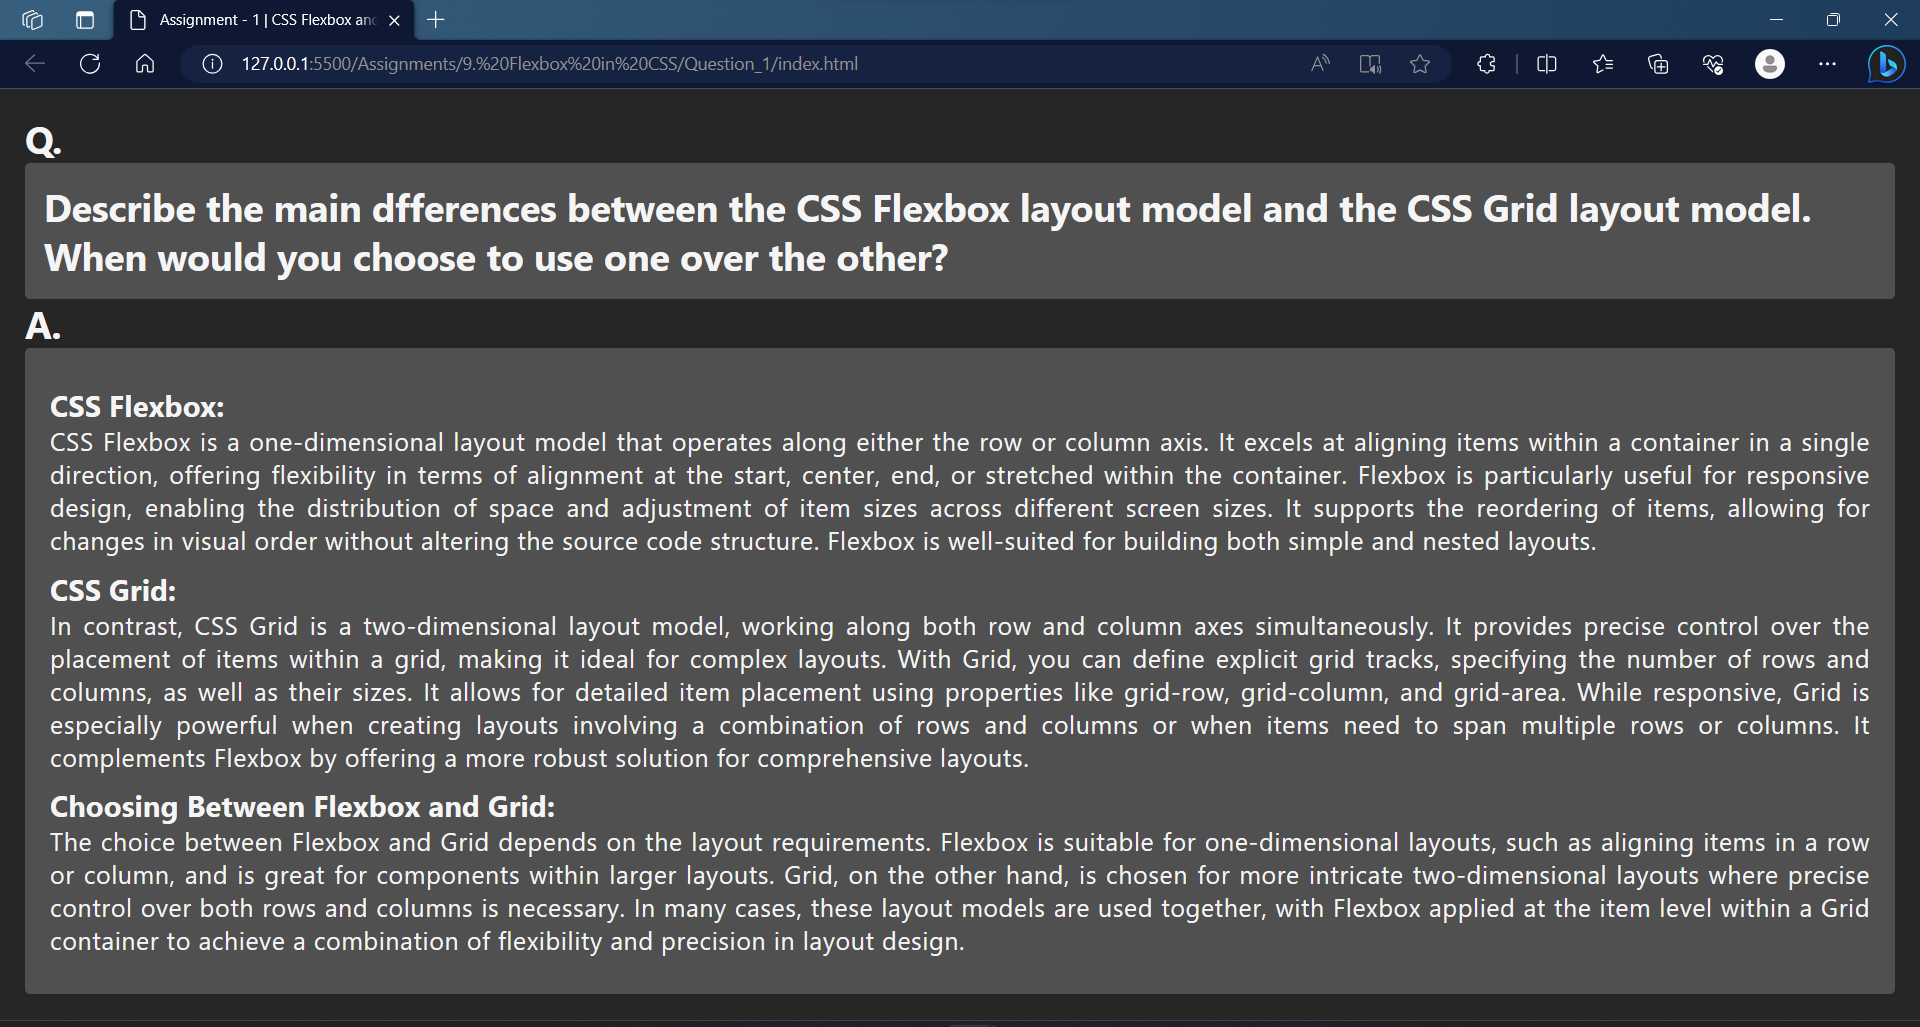 Assignment - 1 | CSS Flexbox an
127.0.0.1:5500/Assignments/9.%20Flexbox%20in%20CSS/Question_1/index.html
Q.
Describe the main dfferences between the CSS Flexbox layout model and the CSS Grid layout model.
When would you choose to use one over the other?
A.
CSS Flexbox:
CSS Flexbox is a one-dimensional layout model that operates along either the row or column axis. It excels at aligning items within a container in a single
direction, offering flexibility in terms of alignment at the start, center, end, or stretched within the container. Flexbox is particularly useful for responsive
design, enabling the distribution of space and adjustment of item sizes across different screen sizes. It supports the reordering of items, allowing for
changes in visual order without altering the source code structure. Flexbox is well-suited for building both simple and nested layouts.
CSS Grid:
In contrast, CSS Grid is a two-dimensional layout model, working along both row and column axes simultaneously. It provides precise control over the
placement of items within a grid, making it ideal for complex layouts. With Grid, you can define explicit grid tracks, specifying the number of rows and
columns, as well as their sizes. It allows for detailed item placement using properties like grid-row, grid-column, and grid-area. While responsive, Grid is
especially powerful when creating layouts involving a combination of rows and columns or when items need to span multiple rows or columns. It
complements Flexbox by offering a more robust solution for comprehensive layouts.
Choosing Between Flexbox and Grid:
The choice between Flexbox and Grid depends on the layout requirements. Flexbox is suitable for one-dimensional layouts, such as aligning items in a row
or column, and is great for components within larger layouts. Grid, on the other hand, is chosen for more intricate two-dimensional layouts where precise
control over both rows and columns is necessary. In many cases, these layout models are used together, with Flexbox applied at the item level within a Grid
container to achieve a combination of flexibility and precision in layout design.